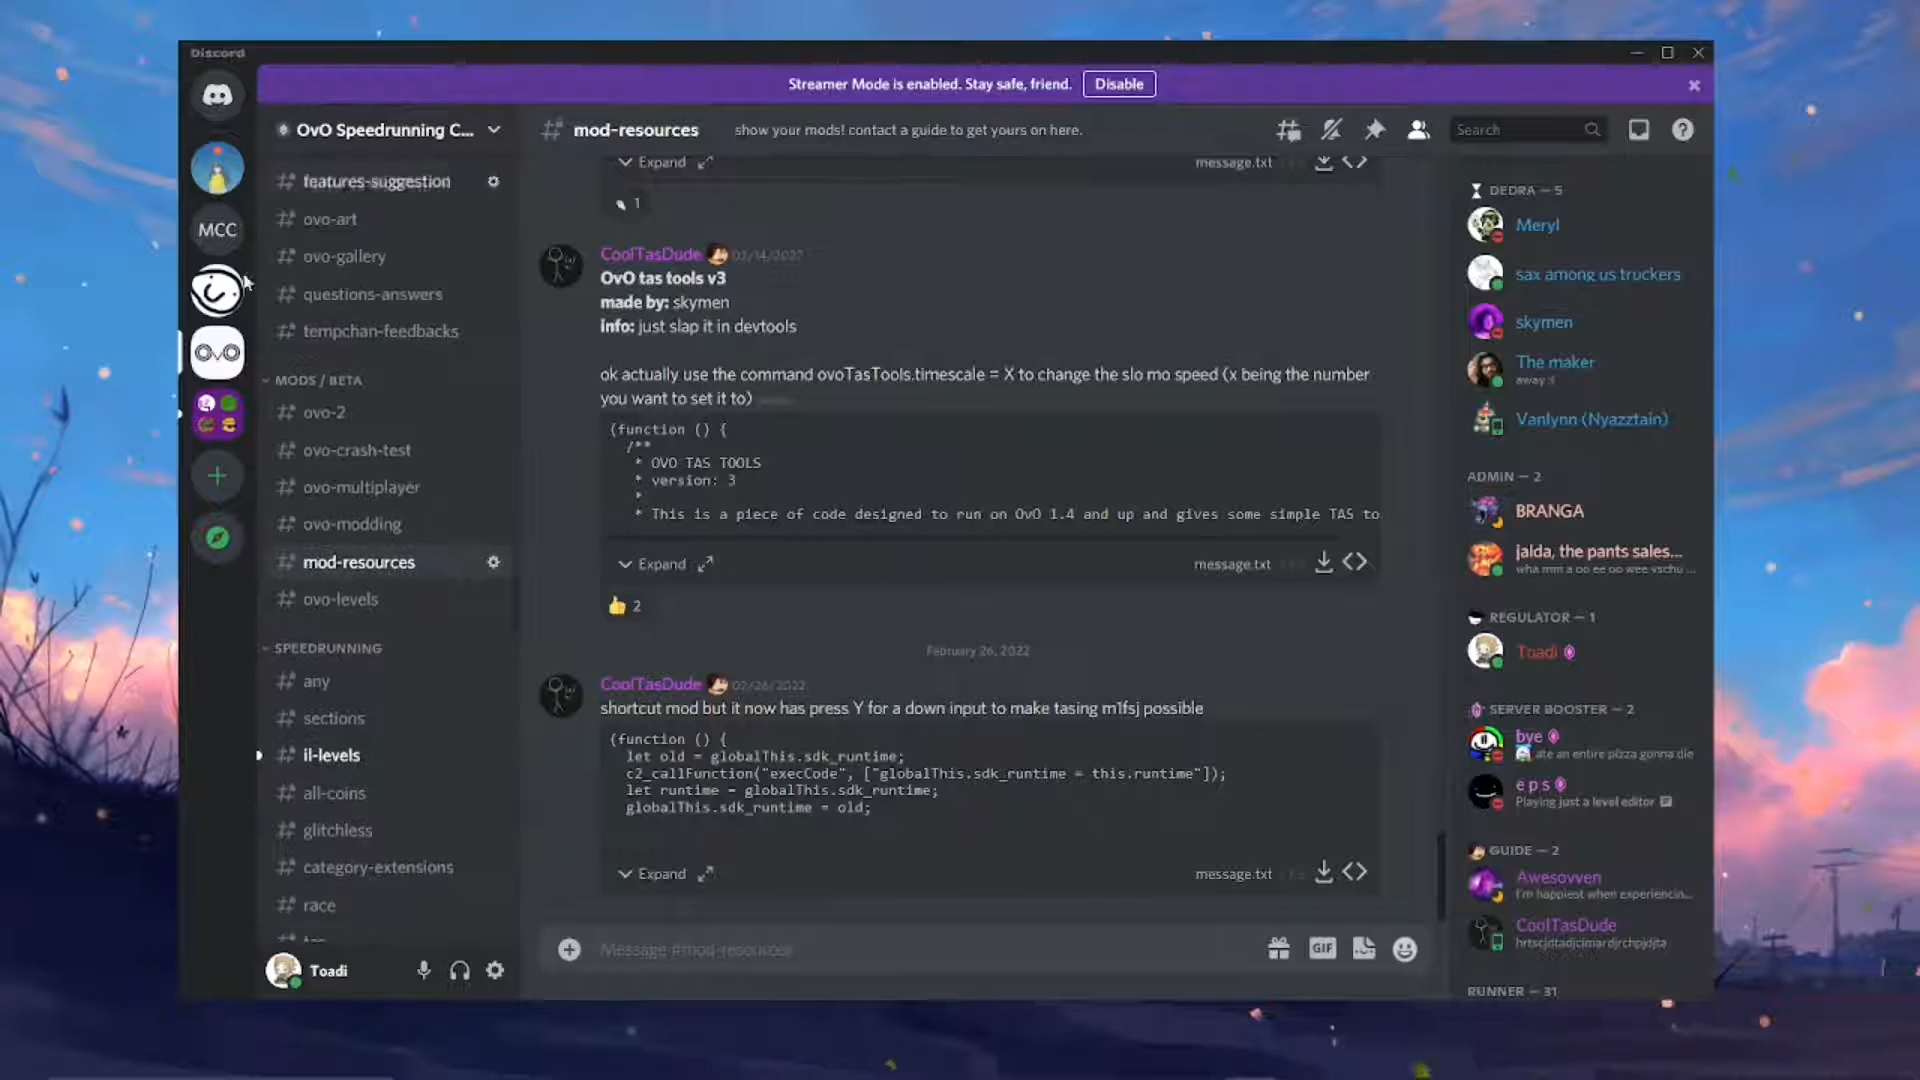 Discord
Streamer Mode is enabled. Stay safe, friend.
Disable
OvO Speedrunning C...
mod-resources
show your mods! contact a guide to get yours on here.
Search
MCC
OvO
features-suggestion
ovo-art
ovo-gallery
questions-answers
tempchan-feedbacks
MODS / BETA
ovo-2
ovo-crash-test
ovo-multiplayer
ovo-modding
mod-resources
ovo-levels
SPEEDRUNNING
any
sections
il-levels
all-coins
glitchless
category-extensions
race
Toadi
Expand
message.txt
1
CoolTasDude 02/14/2022
OvO tas tools v3
made by: skymen
info: just slap it in devtools
ok actually use the command ovoTasTools.timescale = X to change the slo mo speed (x being the number
you want to set it to)
(function () {
/**
* OVO TAS TOOLS
* version: 3
*
* This is a piece of code designed to run on OvO 1.4 and up and gives some simple TAS to
Expand
message.txt
2
February 26, 2022
CoolTasDude 02/26/2022
shortcut mod but it now has press Y for a down input to make tasing m1fsj possible
(function () {
let old = globalThis.sdk_runtime;
c2_callFunction("execCode", ["globalThis.sdk_runtime = this.runtime"]);
let runtime = globalThis.sdk_runtime;
globalThis.sdk_runtime = old;
Expand
message.txt
Message #mod-resources
GIF
DEDRA — 5
Meryl
sax among us truckers
skymen
The maker
away :(
Vanlynn (Nyazztain)
ADMIN — 2
BRANGA
jalda, the pants sales...
wha mm a oo ee oo wee vschu ...
REGULATOR — 1
Toadi
SERVER BOOSTER — 2
bye
ate an entire pizza gonna die
e p s
Playing just a level editor
GUIDE — 2
Awesovven
I'm happiest when experiencin...
CoolTasDude
hrtscjdtadjcimardjrchpjdjta
RUNNER — 31